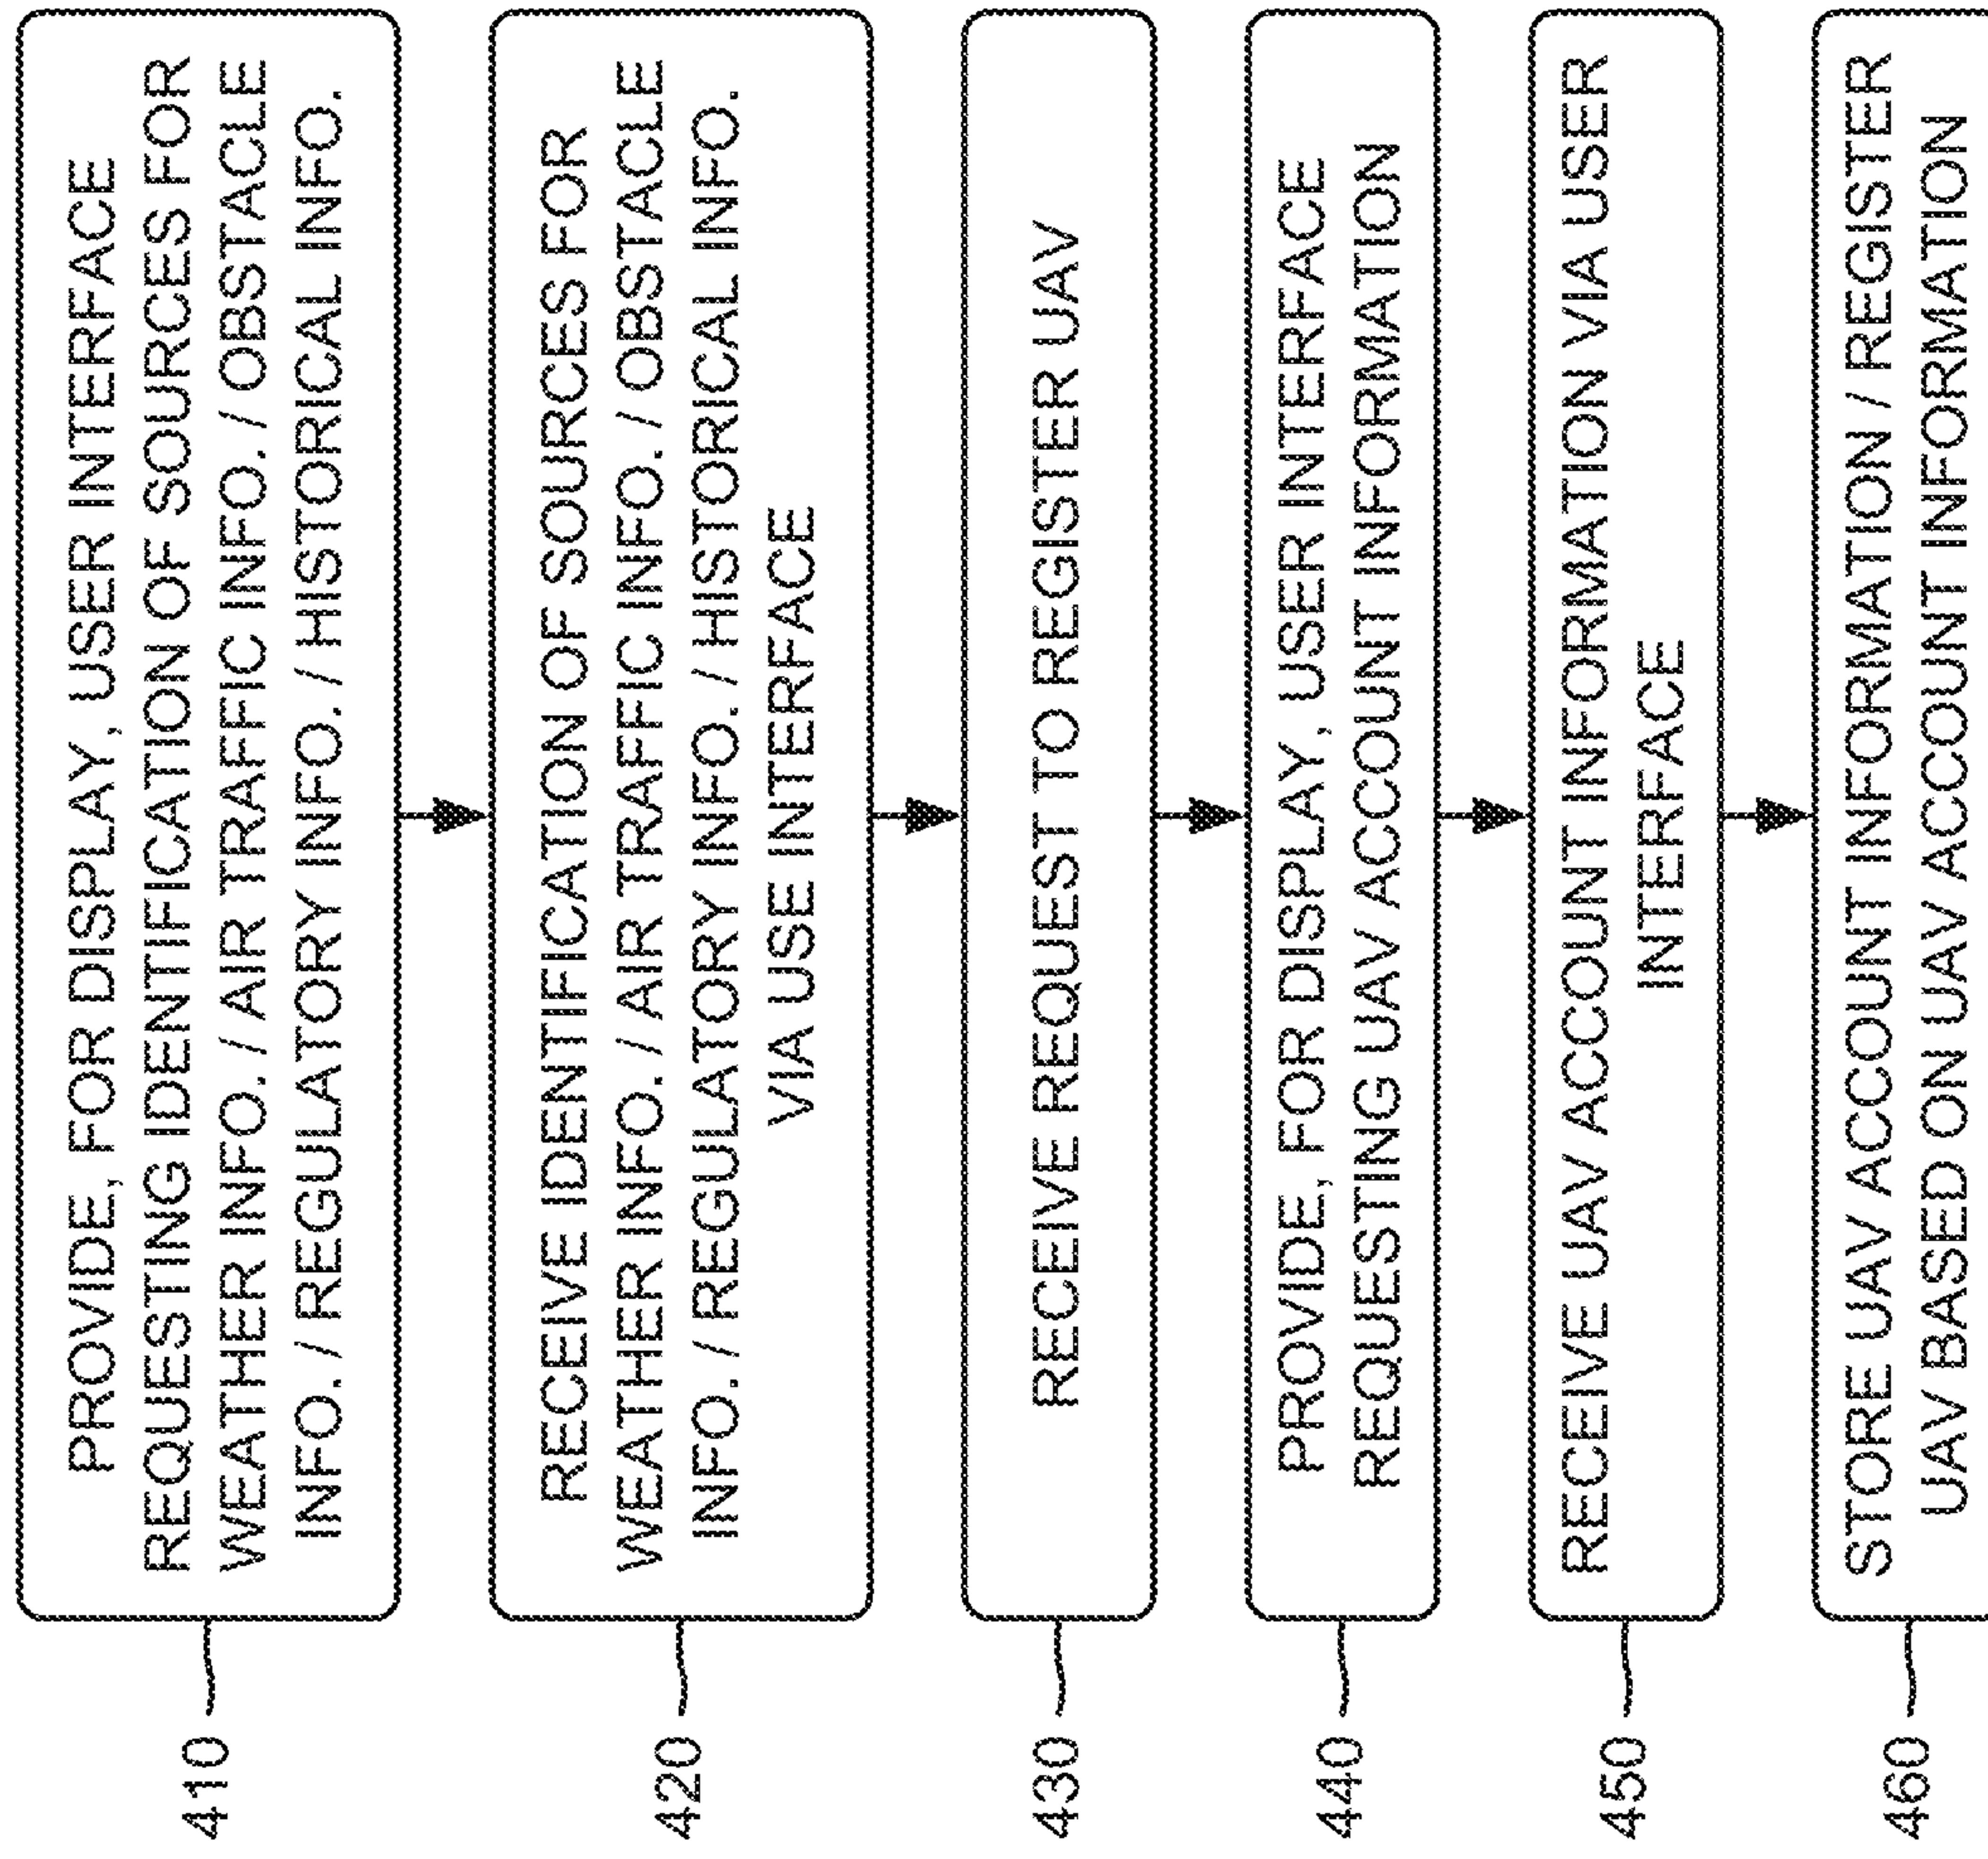 410
PROVIDE, FOR DISPLAY, USER INTERFACE
REQUESTING IDENTIFICATION OF SOURCES FOR
WEATHER INFO. / AIR TRAFFIC INFO. / OBSTACLE
INFO. / REGULATORY INFO. / HISTORICAL INFO.
420
RECEIVE IDENTIFICATION OF SOURCES FOR
WEATHER INFO. / AIR TRAFFIC INFO. / OBSTACLE
INFO. / REGULATORY INFO. / HISTORICAL INFO.
VIA USE INTERFACE
430
RECEIVE REQUEST TO REGISTER UAV
440
PROVIDE, FOR DISPLAY, USER INTERFACE
REQUESTING UAV ACCOUNT INFORMATION
450
RECEIVE UAV ACCOUNT INFORMATION VIA USER
INTERFACE
460
STORE UAV ACCOUNT INFORMATION / REGISTER
UAV BASED ON UAV ACCOUNT INFORMATION